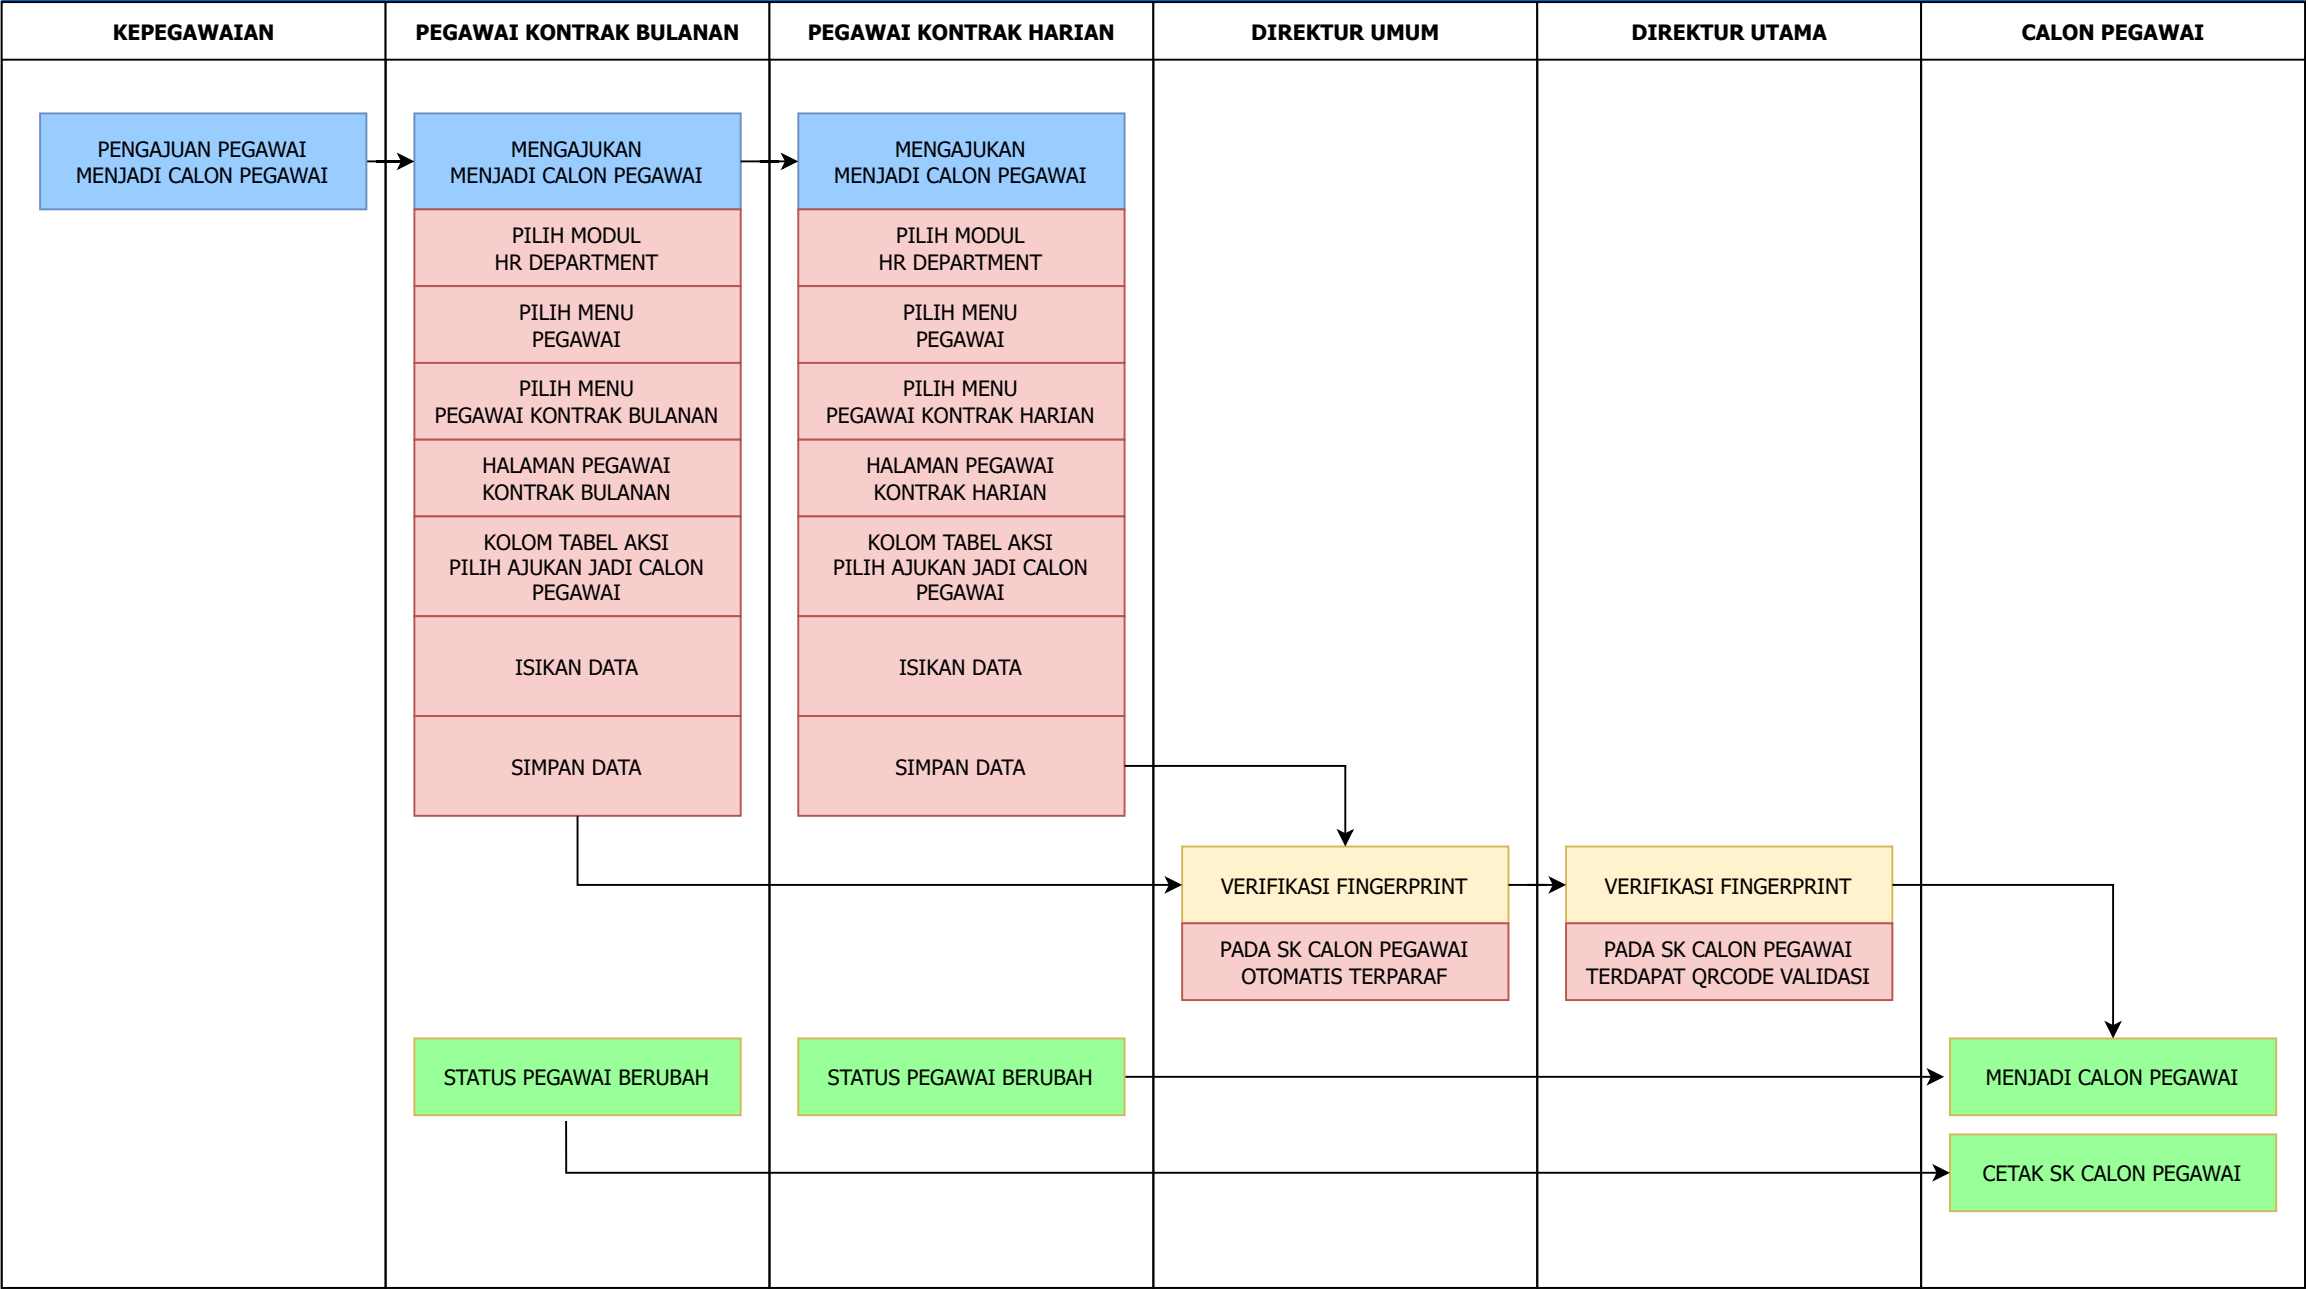 KEPEGAWAIAN
PEGAWAI KONTRAK BULANAN
PEGAWAI KONTRAK HARIAN
DIREKTUR UMUM
DIREKTUR UTAMA
CALON PEGAWAI
PENGAJUAN PEGAWAI
MENJADI CALON PEGAWAI
MENGAJUKAN
MENJADI CALON PEGAWAI
PILIH MODUL
HR DEPARTMENT
PILIH MENU
PEGAWAI
PILIH MENU
PEGAWAI KONTRAK BULANAN
HALAMAN PEGAWAI
KONTRAK BULANAN
KOLOM TABEL AKSI
PILIH AJUKAN JADI CALON
PEGAWAI
ISIKAN DATA
SIMPAN DATA
STATUS PEGAWAI BERUBAH
MENGAJUKAN
MENJADI CALON PEGAWAI
PILIH MODUL
HR DEPARTMENT
PILIH MENU
PEGAWAI
PILIH MENU
PEGAWAI KONTRAK HARIAN
HALAMAN PEGAWAI
KONTRAK HARIAN
KOLOM TABEL AKSI
PILIH AJUKAN JADI CALON
PEGAWAI
ISIKAN DATA
SIMPAN DATA
STATUS PEGAWAI BERUBAH
VERIFIKASI FINGERPRINT
PADA SK CALON PEGAWAI
OTOMATIS TERPARAF
VERIFIKASI FINGERPRINT
PADA SK CALON PEGAWAI
TERDAPAT QRCODE VALIDASI
MENJADI CALON PEGAWAI
CETAK SK CALON PEGAWAI